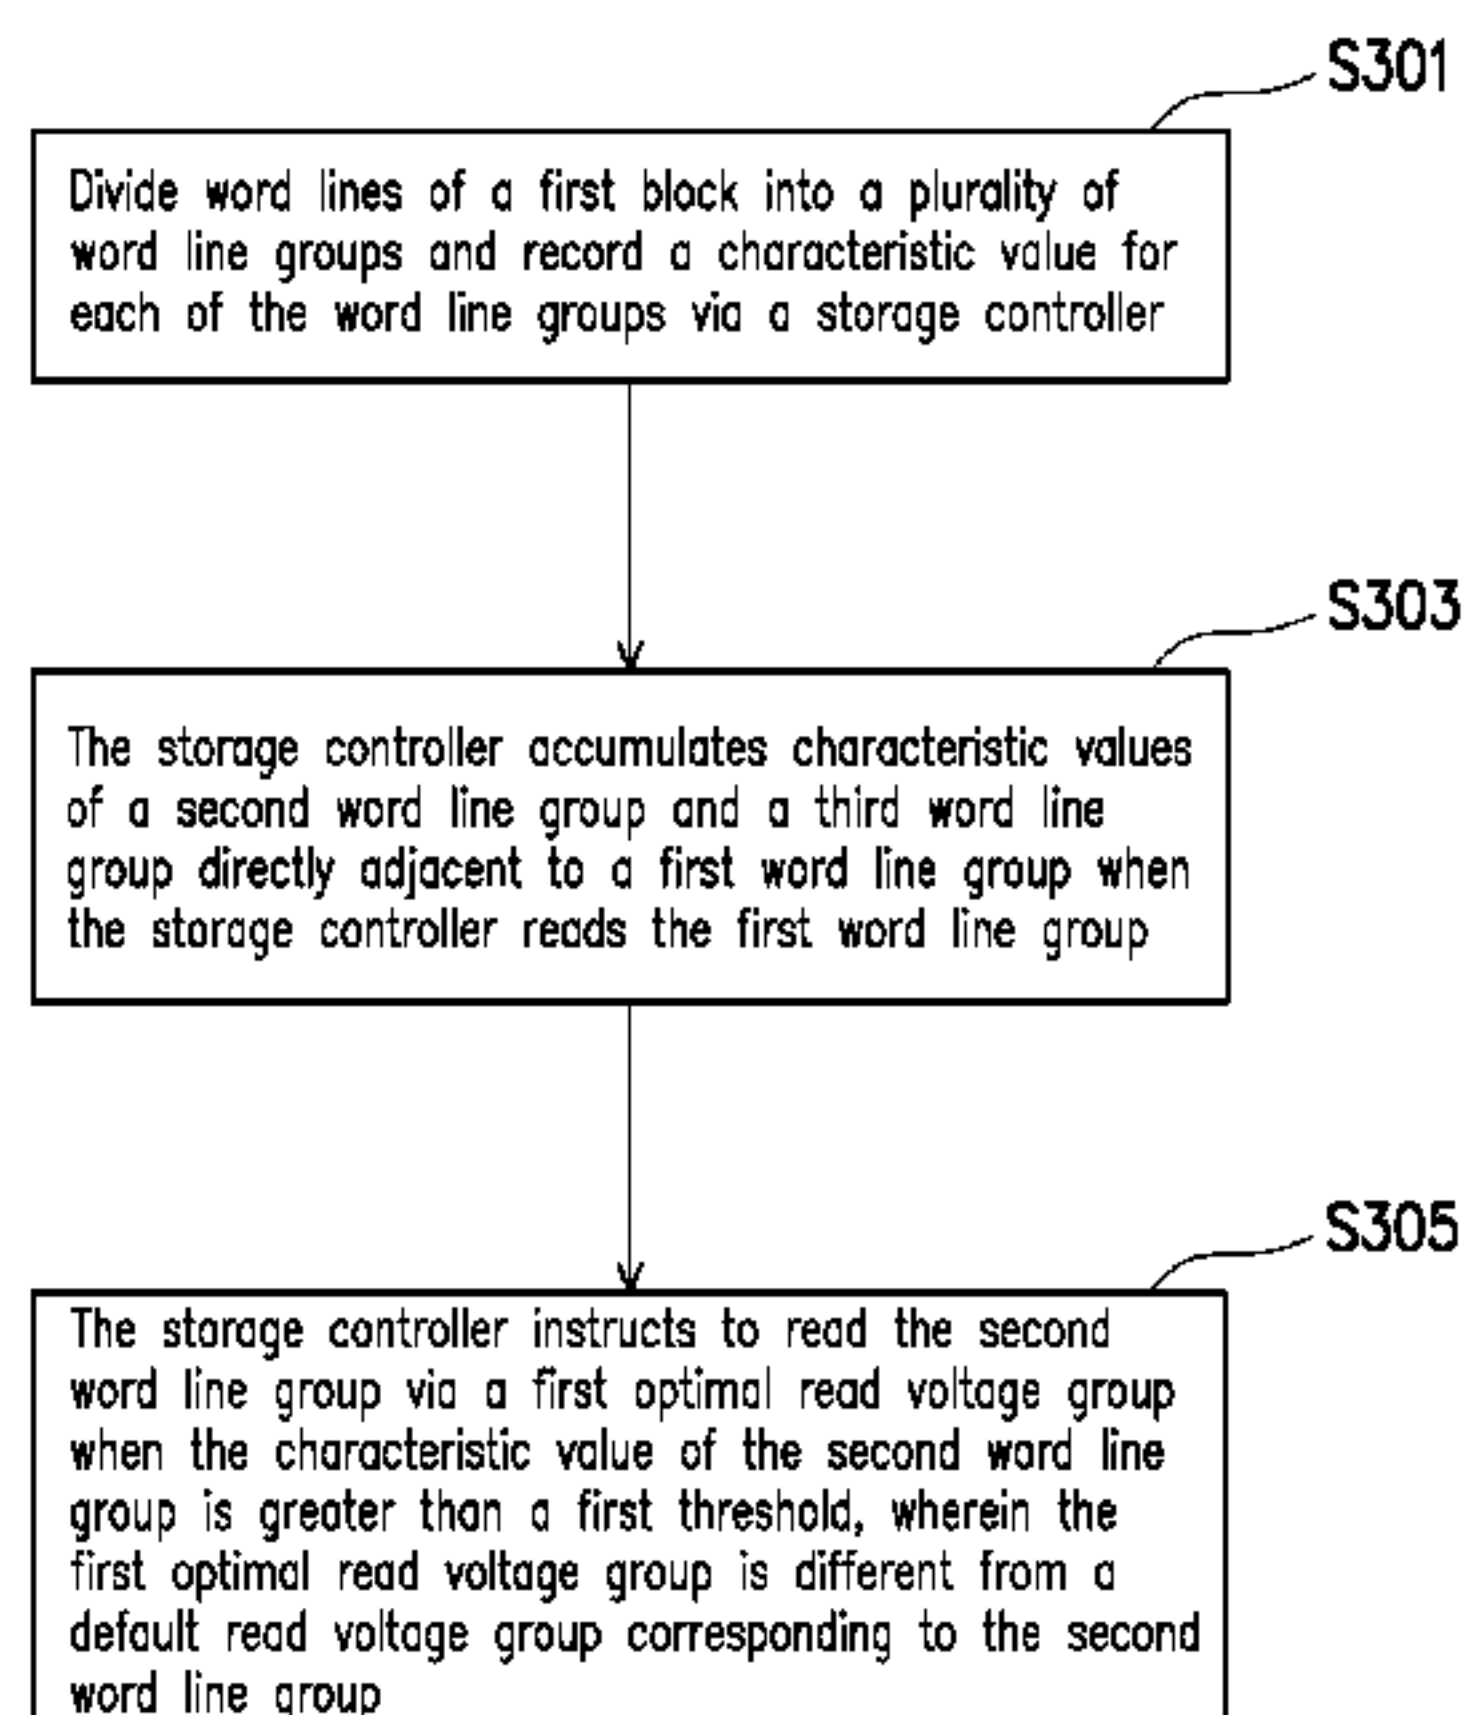 S301
Divide word lines of a first block into a plurality of
word line groups and record a characteristic value for
each of the word line groups via a storage controller
S303
The storage controller accumulates characteristic values
of a second word line group and a third word line
group directly adjacent to a first word line group when
the storage controller reads the first word line group
S305
The storage controller instructs to read the second
word line group via a first optimal read voltage group
when the characteristic value of the second word line
group is greater than a first threshold, wherein the
first optimal read voltage group is different from a
default read voltage group corresponding to the second
word line group